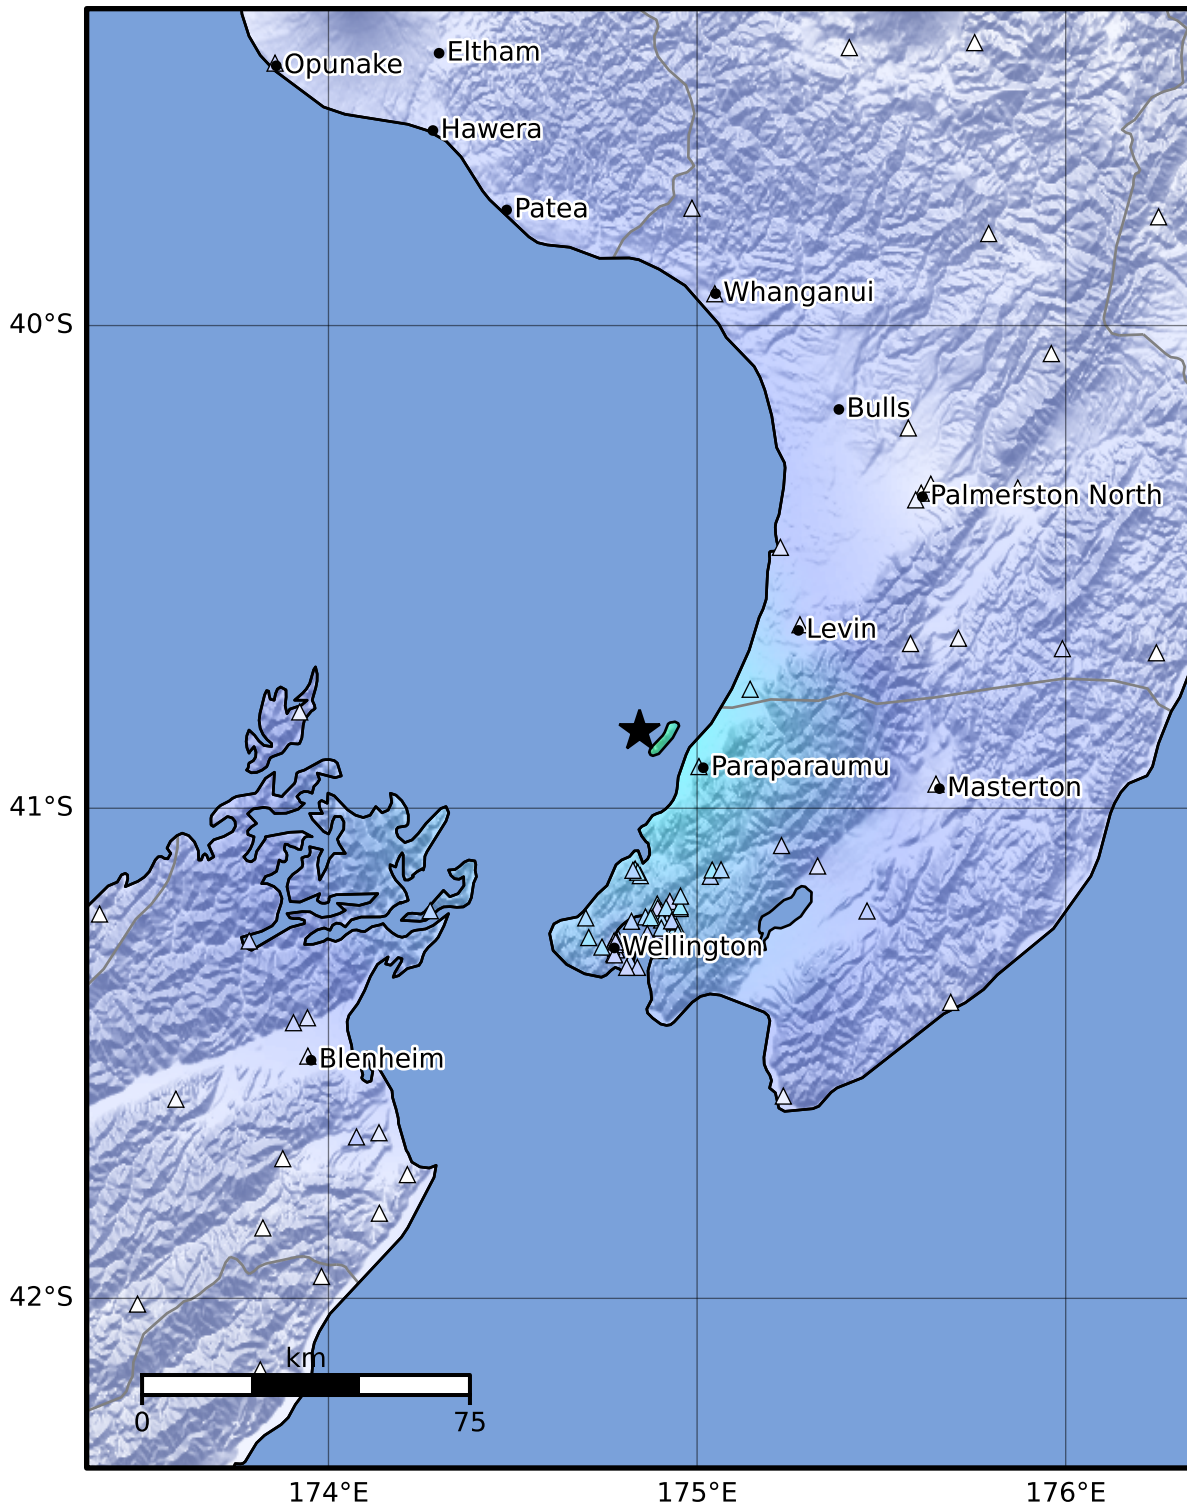 Eltham
Opunake
Hawera
Patea
Whanganui
40°S
Bulls
Palmerston North
Levin
Paraparaumu
Masterton
41°S
Wellington
Blenheim
42°S
km
0
75
174°E
175°E
176°E